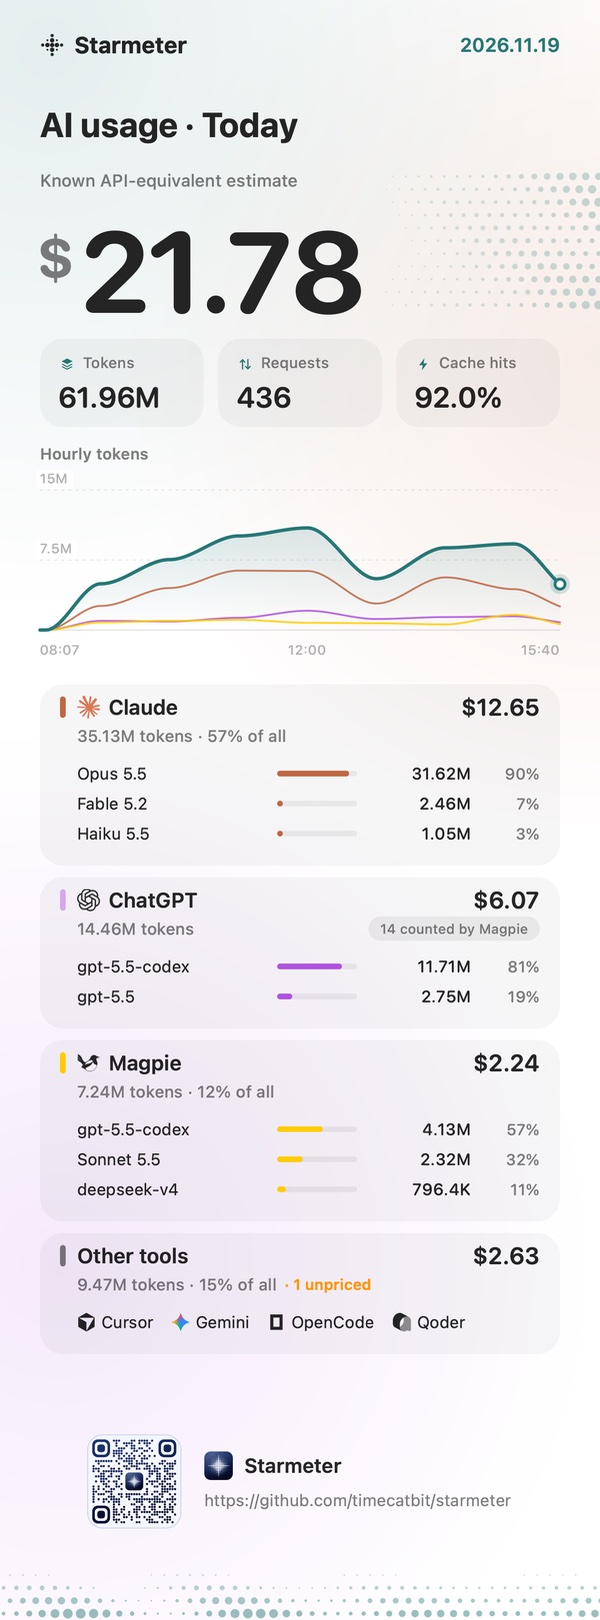 Starmeter
2026.11.19
AI usage · Today
Known API-equivalent estimate
$21.78
Tokens
61.96M
Requests
436
Cache hits
92.0%
Hourly tokens
15M
7.5M
08:07
12:00
15:40
Claude
$12.65
35.13M tokens · 57% of all
Opus 5.5 31.62M 90%
Fable 5.2 2.46M 7%
Haiku 5.5 1.05M 3%
ChatGPT
$6.07
14.46M tokens
14 counted by Magpie
gpt-5.5-codex 11.71M 81%
gpt-5.5 2.75M 19%
Magpie
$2.24
7.24M tokens · 12% of all
gpt-5.5-codex 4.13M 57%
Sonnet 5.5 2.32M 32%
deepseek-v4 796.4K 11%
Other tools
$2.63
9.47M tokens · 15% of all · 1 unpriced
Cursor Gemini OpenCode Qoder
Starmeter
https://github.com/timecatbit/starmeter